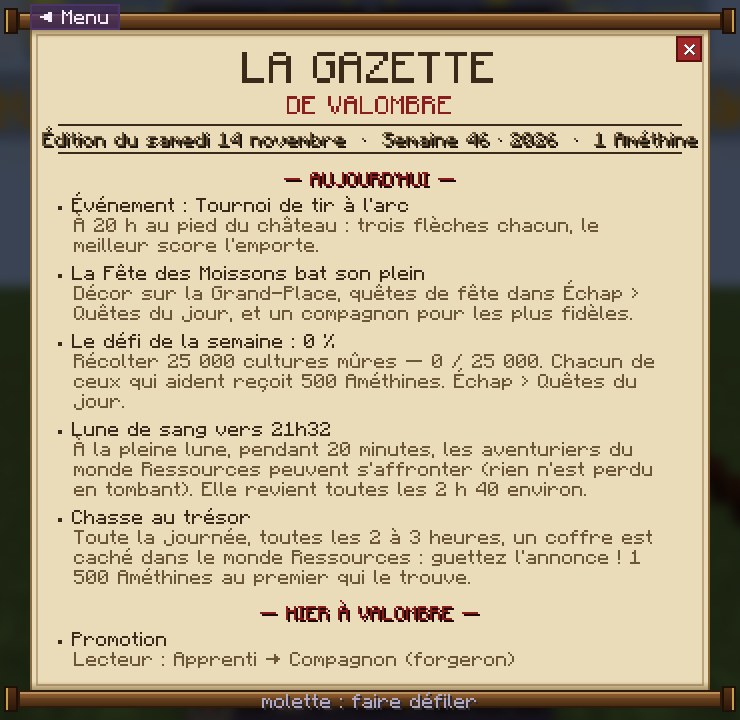 ◄ Menu
LA GAZETTE
DE VALOMBRE
Édition du samedi 14 novembre · Semaine 46 · 2026 · 1 Améthine
— AUJOURD'HUI —
• Événement : Tournoi de tir à l'arc
À 20 h au pied du château : trois flèches chacun, le
meilleur score l'emporte.
• La Fête des Moissons bat son plein
Décor sur la Grand-Place, quêtes de fête dans Échap >
Quêtes du jour, et un compagnon pour les plus fidèles.
• Le défi de la semaine : 0 %
Récolter 25 000 cultures mûres — 0 / 25 000. Chacun de
ceux qui aident reçoit 500 Améthines. Échap > Quêtes du
jour.
• Lune de sang vers 21h32
À la pleine lune, pendant 20 minutes, les aventuriers du
monde Ressources peuvent s'affronter (rien n'est perdu
en tombant). Elle revient toutes les 2 h 40 environ.
• Chasse au trésor
Toute la journée, toutes les 2 à 3 heures, un coffre est
caché dans le monde Ressources : guettez l'annonce ! 1
500 Améthines au premier qui le trouve.
— HIER À VALOMBRE —
• Promotion
Lecteur : Apprenti → Compagnon (forgeron)
molette : faire défiler